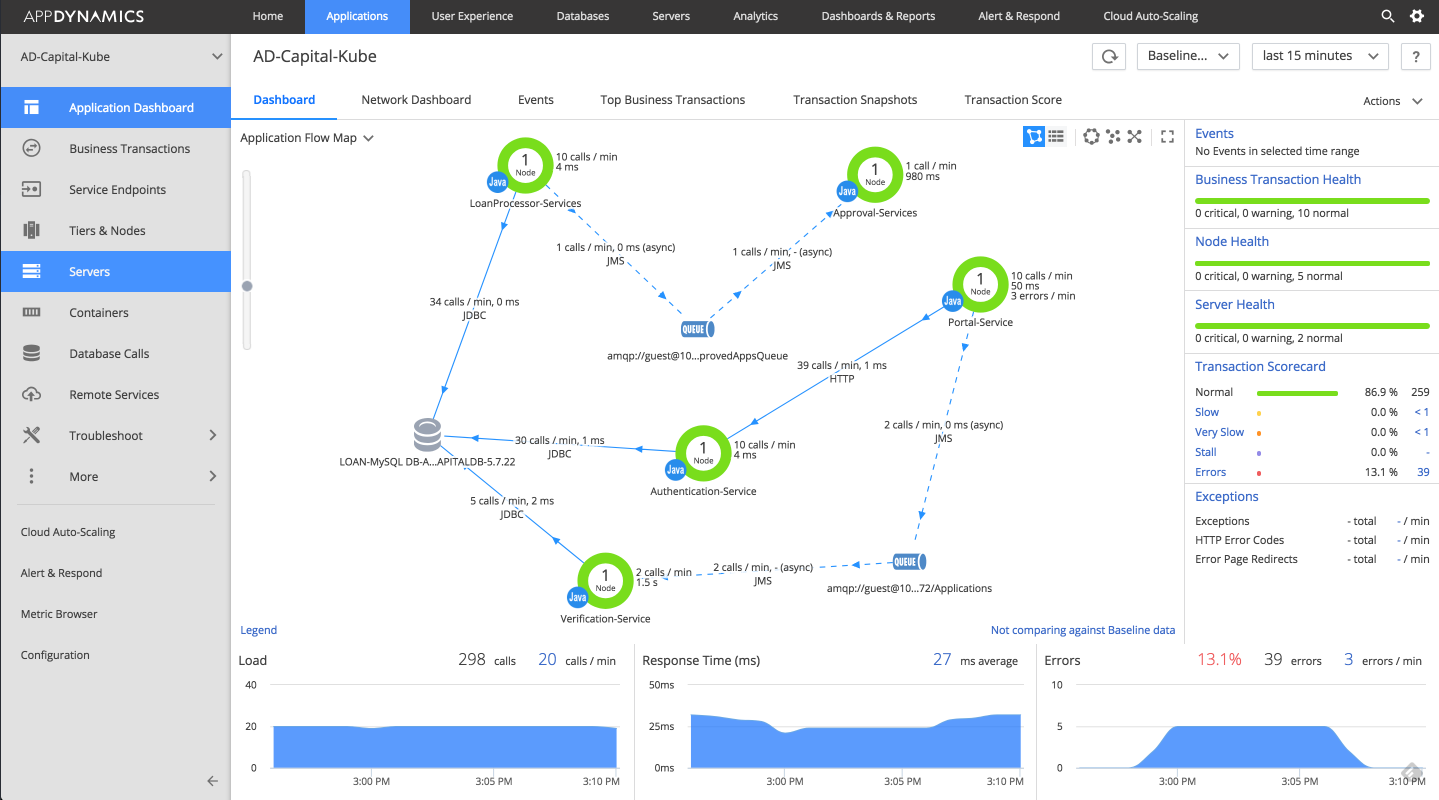 APPDYNAMICS
Home Applications User Experience Databases Servers Analytics Dashboards & Reports Alert & Respond Cloud Auto-Scaling
AD-Capital-Kube
Application Dashboard
Business Transactions
Service Endpoints
Tiers & Nodes
Servers
Containers
Database Calls
Remote Services
Troubleshoot
More
Cloud Auto-Scaling
Alert & Respond
Metric Browser
Configuration
AD-Capital-Kube
Baseline... last 15 minutes ?
Dashboard Network Dashboard Events Top Business Transactions Transaction Snapshots Transaction Score Actions
Application Flow Map
1
Node
Java
10 calls / min
4 ms
LoanProcessor-Services
1
Node
Java
1 call / min
980 ms
Approval-Services
1 calls / min, 0 ms (async)
JMS
1 calls / min, - (async)
JMS
1
Node
Java
10 calls / min
50 ms
3 errors / min
Portal-Service
34 calls / min, 0 ms
JDBC
QUEUE
amqp://guest@10...provedAppsQueue
39 calls / min, 1 ms
HTTP
2 calls / min, 0 ms (async)
JMS
LOAN-MySQL DB-A...APITALDB-5.7.22
30 calls / min, 1 ms
JDBC
1
Node
Java
10 calls / min
4 ms
Authentication-Service
5 calls / min, 2 ms
JDBC
1
Node
Java
2 calls / min
1.5 s
Verification-Service
2 calls / min, - (async)
JMS
QUEUE
amqp://guest@10...72/Applications
Legend
Not comparing against Baseline data
Events
No Events in selected time range
Business Transaction Health
0 critical, 0 warning, 10 normal
Node Health
0 critical, 0 warning, 5 normal
Server Health
0 critical, 0 warning, 2 normal
Transaction Scorecard
Normal 86.9 % 259
Slow 0.0 % < 1
Very Slow 0.0 % < 1
Stall 0.0 % -
Errors 13.1 % 39
Exceptions
Exceptions - total - / min
HTTP Error Codes - total - / min
Error Page Redirects - total - / min
Load 298 calls 20 calls / min
40
20
0
3:00 PM 3:05 PM 3:10 PM
Response Time (ms) 27 ms average
50ms
25ms
0ms
3:00 PM 3:05 PM 3:10 PM
Errors 13.1% 39 errors 3 errors / min
10
5
0
3:00 PM 3:05 PM 3:10 PM